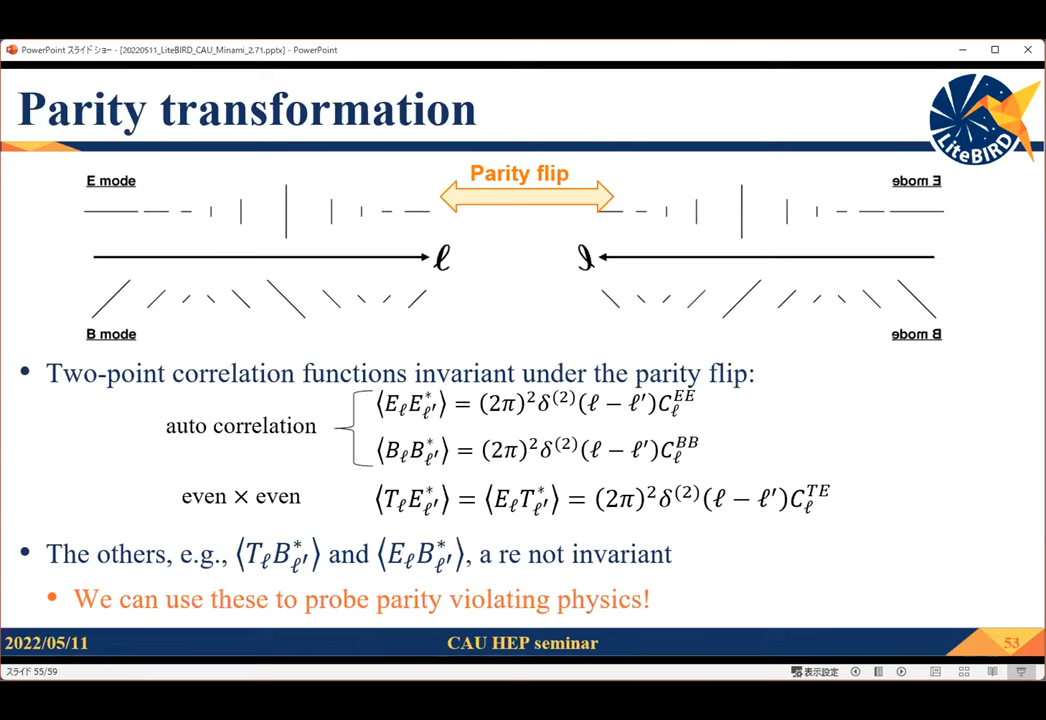 PowerPoint スライド ショー - [20220511_LiteBIRD_CAU_Minami_2.71.pptx] - PowerPoint
Parity transformation
LiteBIRD
Parity flip
E mode
E mode
ℓ
ℓ
B mode
B mode
• Two-point correlation functions invariant under the parity flip:
auto correlation
⟨E_ℓ E*_ℓ′⟩ = (2π)²δ⁽²⁾(ℓ − ℓ′)C_ℓ^EE
⟨B_ℓ B*_ℓ′⟩ = (2π)²δ⁽²⁾(ℓ − ℓ′)C_ℓ^BB
even × even ⟨T_ℓ E*_ℓ′⟩ = ⟨E_ℓ T*_ℓ′⟩ = (2π)²δ⁽²⁾(ℓ − ℓ′)C_ℓ^TE
• The others, e.g., ⟨T_ℓ B*_ℓ′⟩ and ⟨E_ℓ B*_ℓ′⟩, a re not invariant
• We can use these to probe parity violating physics!
2022/05/11 CAU HEP seminar 53
スライド 55/59 表示設定